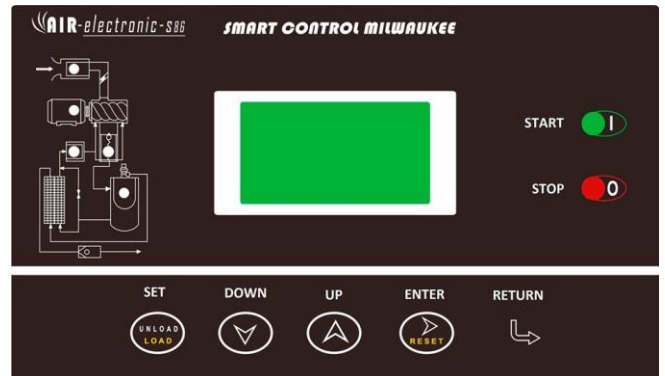 AIR-electronic-s86
SMART CONTROL MILWAUKEE
START I
STOP 0
SET DOWN UP ENTER RETURN
UNLOAD
LOAD
RESET